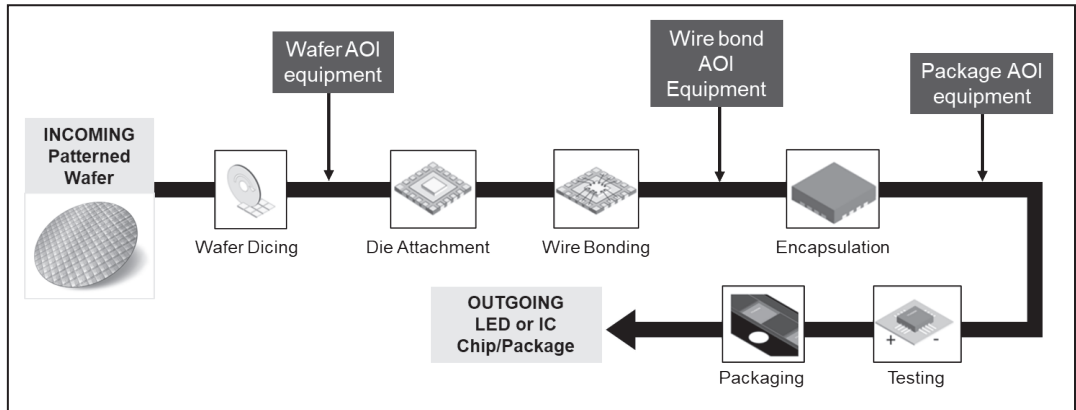 Wafer AOI
equipment
Wire bond
AOI
Equipment
Package AOI
equipment
INCOMING
Patterned
Wafer
Wafer Dicing
Die Attachment
Wire Bonding
Encapsulation
OUTGOING
LED or IC
Chip/Package
+ -
Packaging
Testing